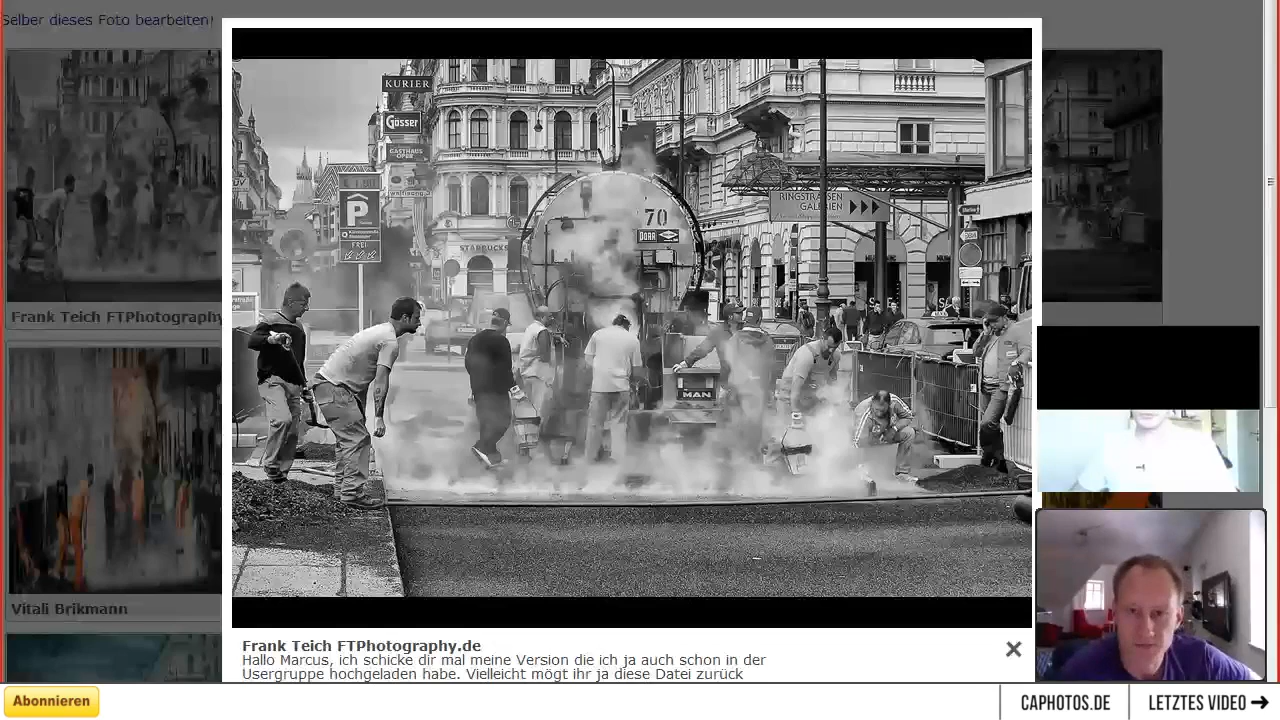 Selber dieses Foto bearbeiten!
KURIER
Gösser
GASTHAUS
OPER
wolfgang
P
FREI
STARBUCKS
70
DÖRR
RINGSTRASSEN
GALERIEN
MAN
Frank Teich FTPhotography
Vitali Brikmann
Frank Teich FTPhotography.de
Hallo Marcus, ich schicke dir mal meine Version die ich ja auch schon in der
Usergruppe hochgeladen habe. Vielleicht mögt ihr ja diese Datei zurück
Abonnieren
CAPHOTOS.DE
LETZTES VIDEO